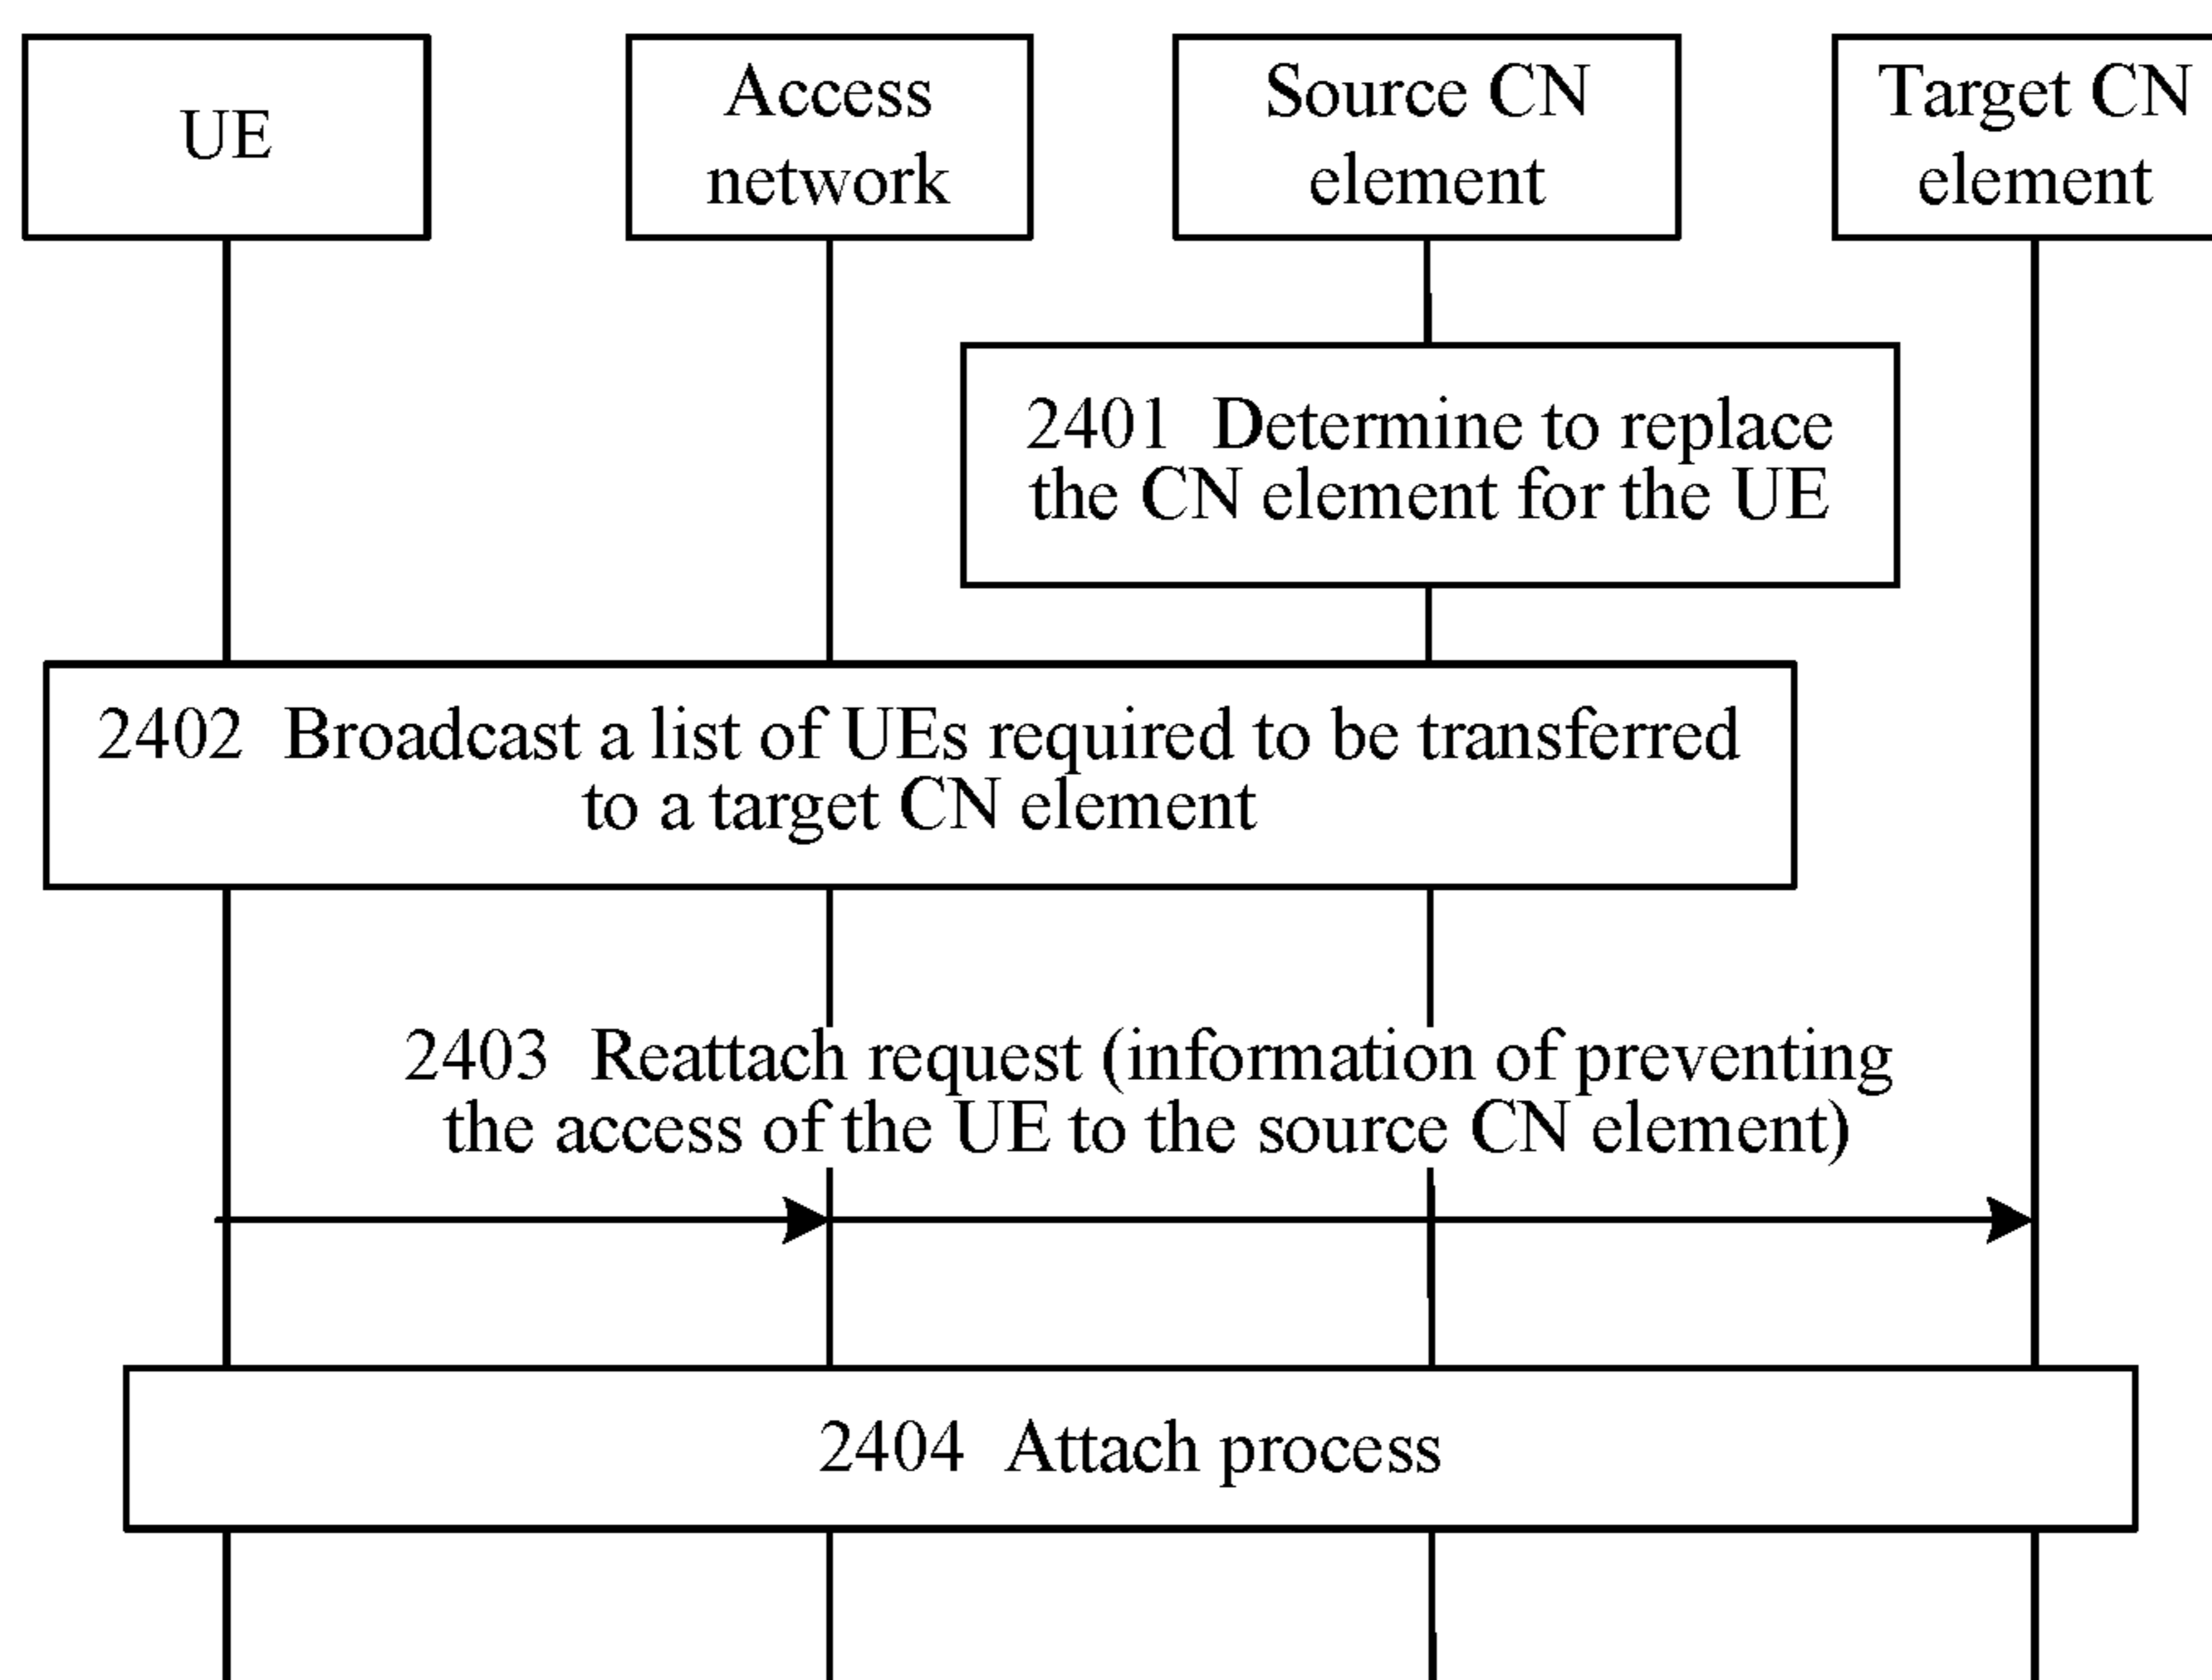 UE
Access
network
Source CN
element
Target CN
element
2401 Determine to replace
the CN element for the UE
2402 Broadcast a list of UEs required to be transferred
to a target CN element
2403 Reattach request (information of preventing
the access of the UE to the source CN element)
2404 Attach process